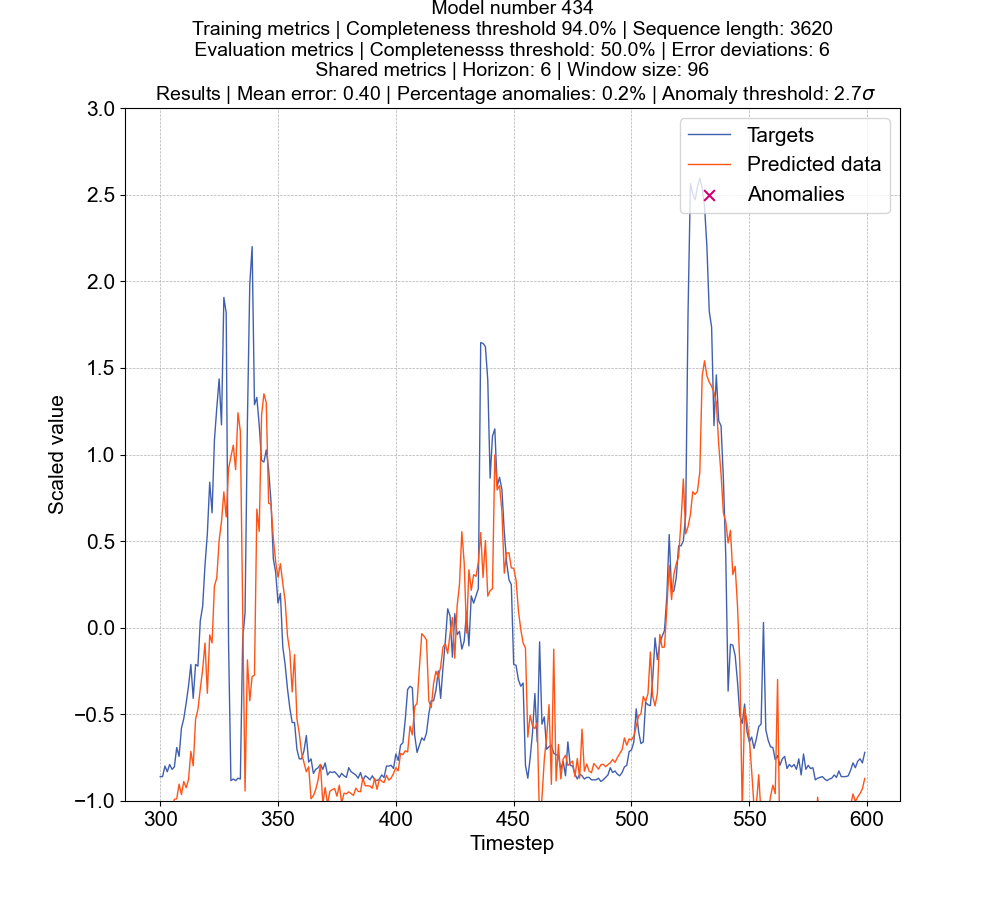 Model number 434
Training metrics | Completeness threshold 94.0% | Sequence length: 3620
Evaluation metrics | Completenesss threshold: 50.0% | Error deviations: 6
Shared metrics | Horizon: 6 | Window size: 96
Results | Mean error: 0.40 | Percentage anomalies: 0.2% | Anomaly threshold: 2.7σ
Targets
Predicted data
Anomalies
3.0
2.5
2.0
1.5
1.0
0.5
0.0
−0.5
−1.0
Scaled value
300 350 400 450 500 550 600
Timestep